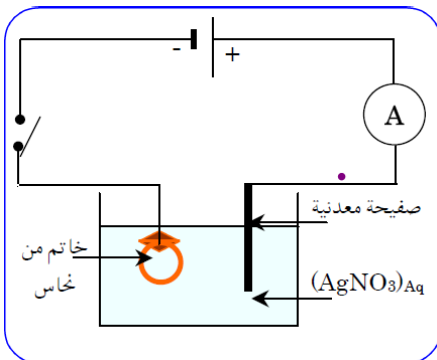 - +
A
صفيحة معدنية
خاتم من
نحاس
(AgNO3)Aq